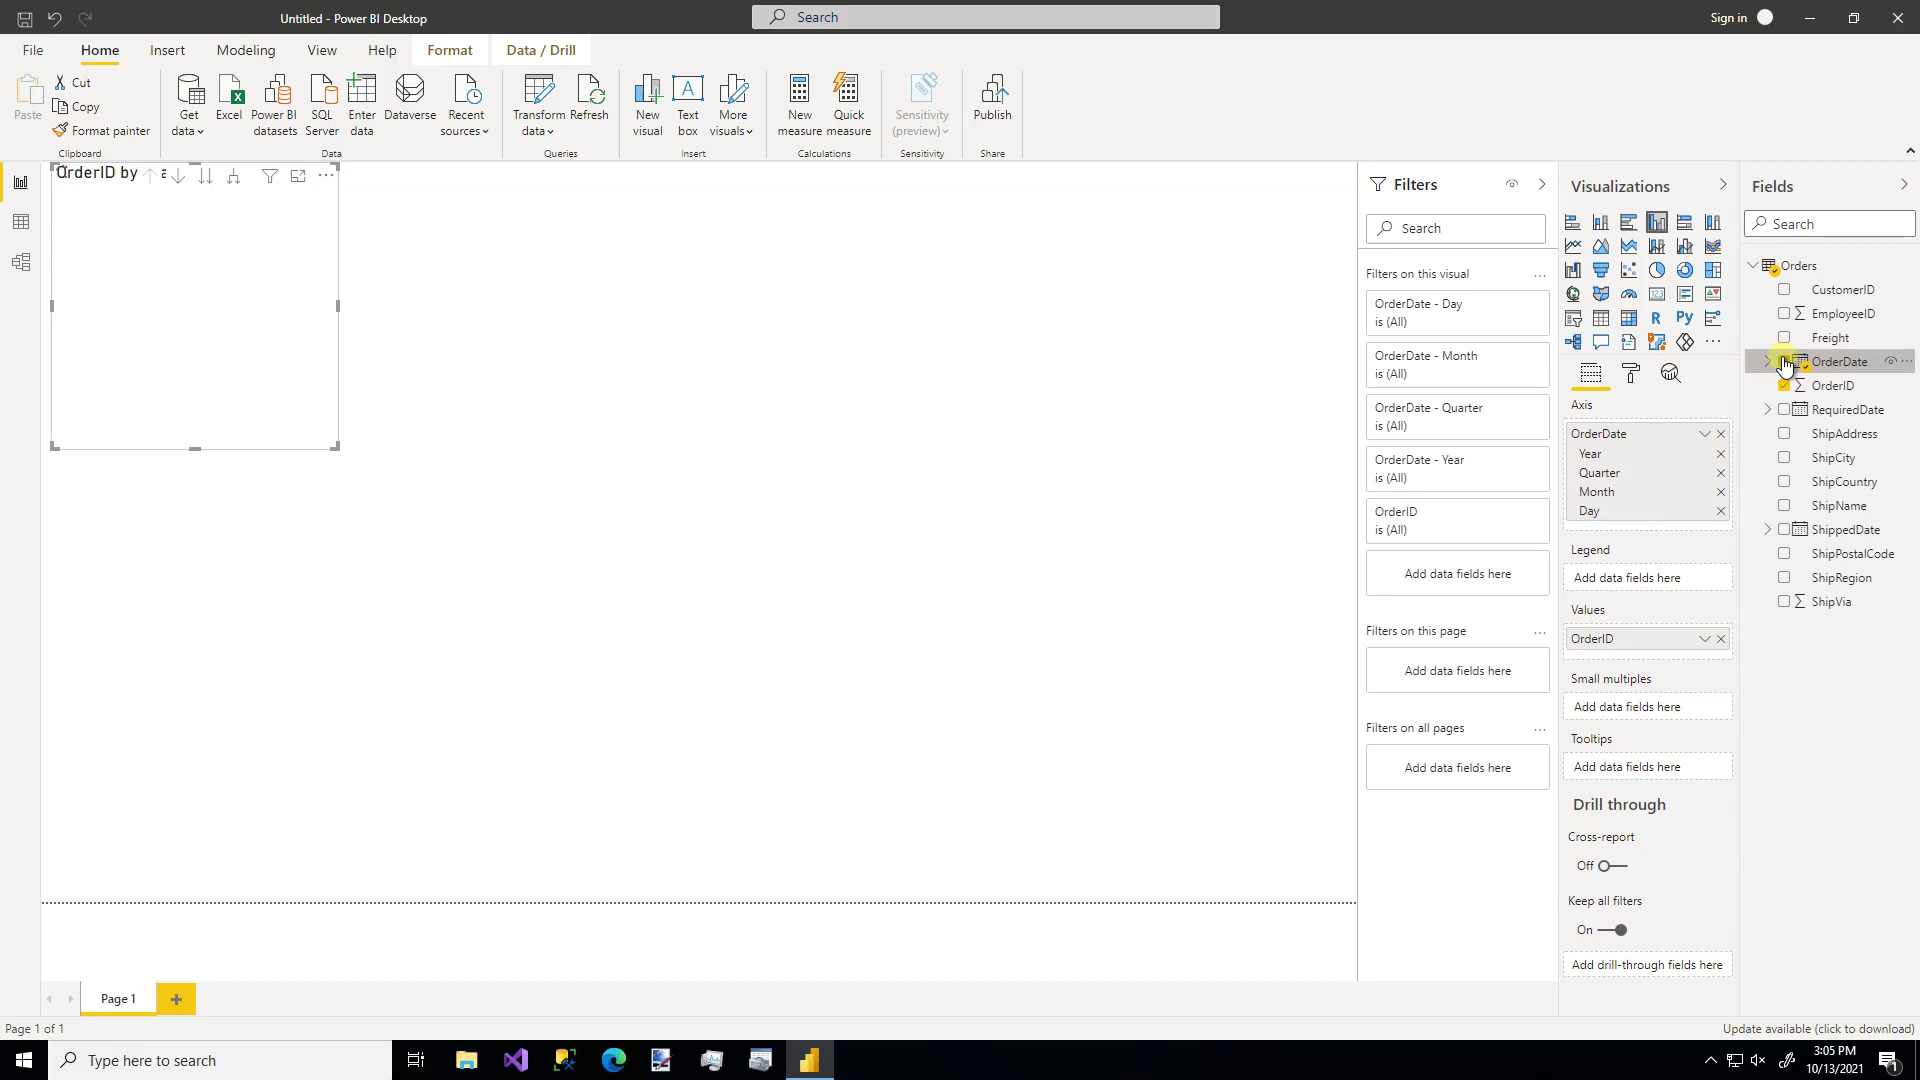 Untitled - Power BI Desktop
Search
Sign in
File
Home
Insert
Modeling
View
Help
Format
Data / Drill
Paste
Cut
Copy
Format painter
Clipboard
Get data
Excel
Power BI datasets
SQL Server
Enter data
Dataverse
Recent sources
Data
Transform data
Refresh
Queries
New visual
Text box
More visuals
Insert
New measure
Quick measure
Calculations
Sensitivity (preview)
Sensitivity
Publish
Share
OrderID by
Filters
Search
Filters on this visual
OrderDate - Day
is (All)
OrderDate - Month
is (All)
OrderDate - Quarter
is (All)
OrderDate - Year
is (All)
OrderID
is (All)
Add data fields here
Filters on this page
Add data fields here
Filters on all pages
Add data fields here
Visualizations
R
Py
Axis
OrderDate
Year
Quarter
Month
Day
Legend
Add data fields here
Values
OrderID
Small multiples
Add data fields here
Tooltips
Add data fields here
Drill through
Cross-report
Off
Keep all filters
On
Add drill-through fields here
Fields
Search
Orders
CustomerID
EmployeeID
Freight
OrderDate
OrderID
RequiredDate
ShipAddress
ShipCity
ShipCountry
ShipName
ShippedDate
ShipPostalCode
ShipRegion
ShipVia
Page 1
Page 1 of 1
Update available (click to download)
Type here to search
3:05 PM
10/13/2021
1